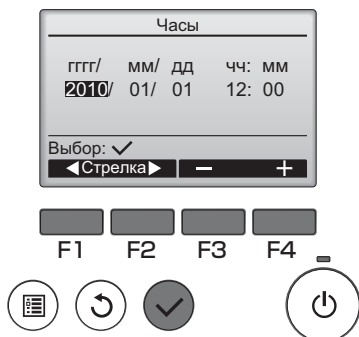 Часы
гггг/ мм/ дд чч: мм
2010/ 01/ 01 12: 00
Выбор: ✓
◀Стрелка▶ − +
F1 F2 F3 F4